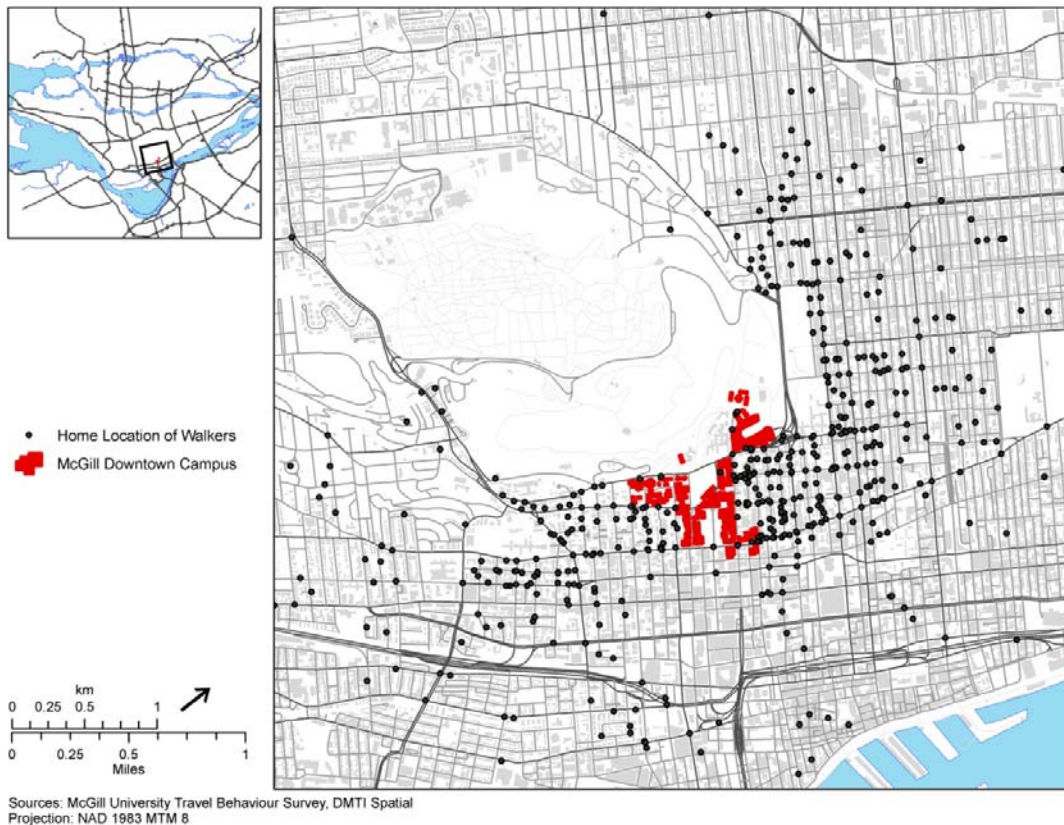 Home Location of Walkers
McGill Downtown Campus
km
0 0.25 0.5 1
0 0.25 0.5 1
Miles
Sources: McGill University Travel Behaviour Survey, DMTI Spatial
Projection: NAD 1983 MTM 8